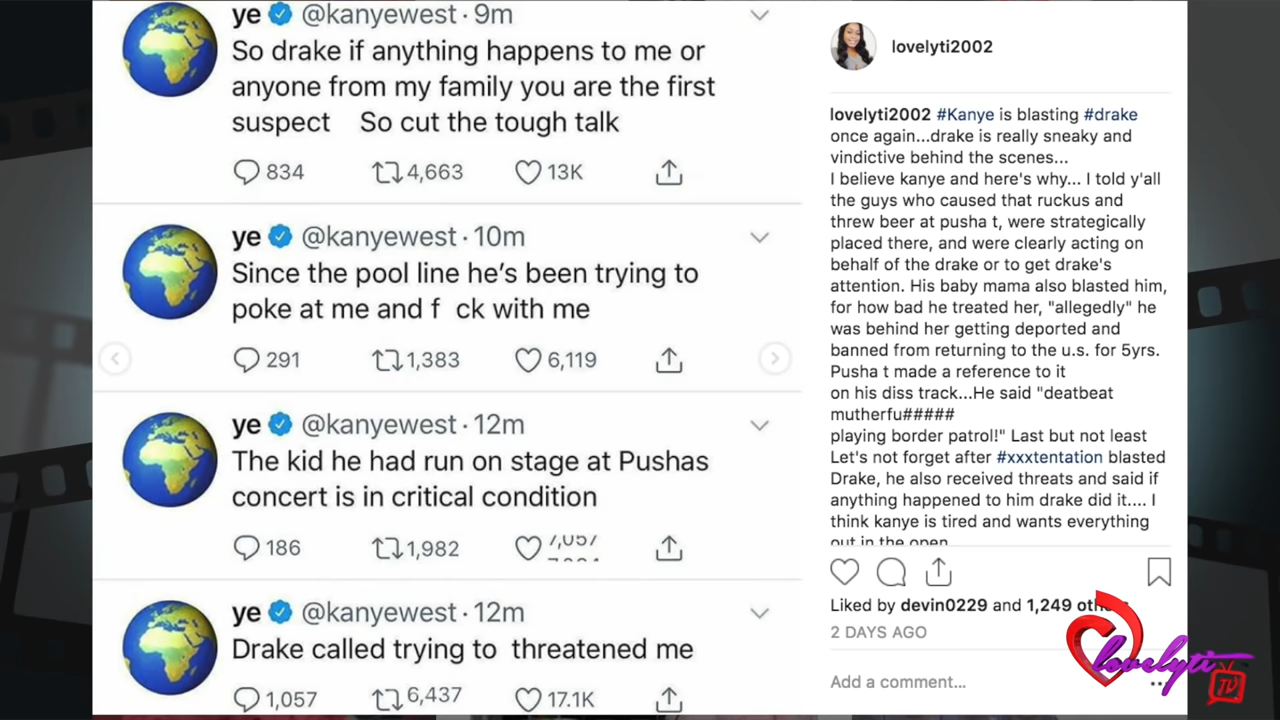 ye @kanyewest · 9m
So drake if anything happens to me or
anyone from my family you are the first
suspect So cut the tough talk
834 4,663 13K
ye @kanyewest · 10m
Since the pool line he's been trying to
poke at me and f ck with me
291 1,383 6,119
ye @kanyewest · 12m
The kid he had run on stage at Pushas
concert is in critical condition
186 1,982
ye @kanyewest · 12m
Drake called trying to threatened me
1,057 6,437 17.1K
lovelyti2002
lovelyti2002 #Kanye is blasting #drake
once again...drake is really sneaky and
vindictive behind the scenes...
I believe kanye and here's why... I told y'all
the guys who caused that ruckus and
threw beer at pusha t, were strategically
placed there, and were clearly acting on
behalf of the drake or to get drake's
attention. His baby mama also blasted him,
for how bad he treated her, "allegedly" he
was behind her getting deported and
banned from returning to the u.s. for 5yrs.
Pusha t made a reference to it
on his diss track...He said "deatbeat
mutherfu#####
playing border patrol!" Last but not least
Let's not forget after #xxxtentation blasted
Drake, he also received threats and said if
anything happened to him drake did it.... I
think kanye is tired and wants everything
out in the open
Liked by devin0229 and 1,249 oth
2 DAYS AGO
Add a comment...
lovelyti
TV